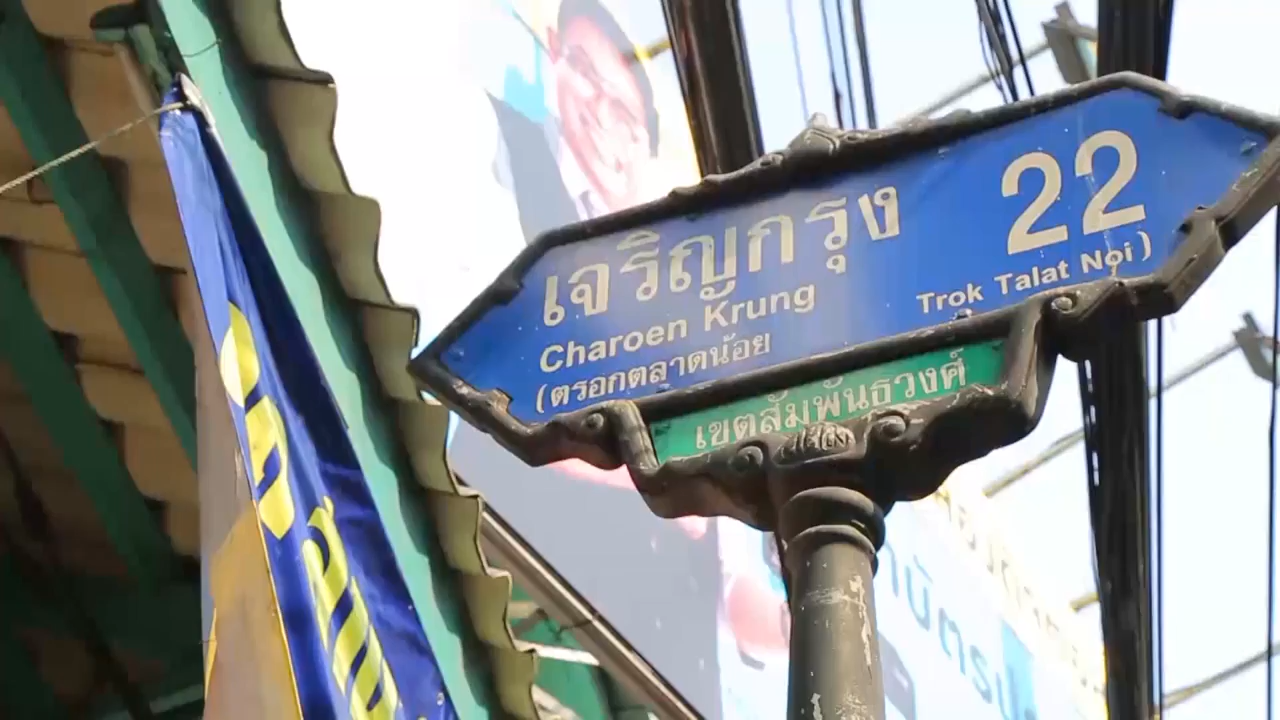 เจริญกรุง 22
Charoen Krung
(ตรอกตลาดน้อย Trok Talat Noi)
เขตสัมพันธวงศ์